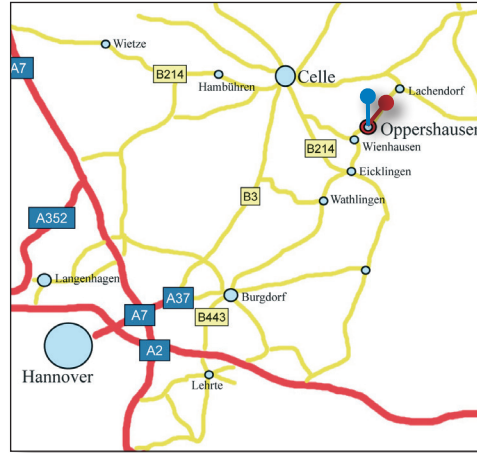 Wietze
A7
B214
Hambühren
Celle
Lachendorf
Oppershausen
B214
Wienhausen
Eicklingen
B3
Wathlingen
A352
Langenhagen
A37
Burgdorf
A7
B443
A2
Hannover
Lehrte